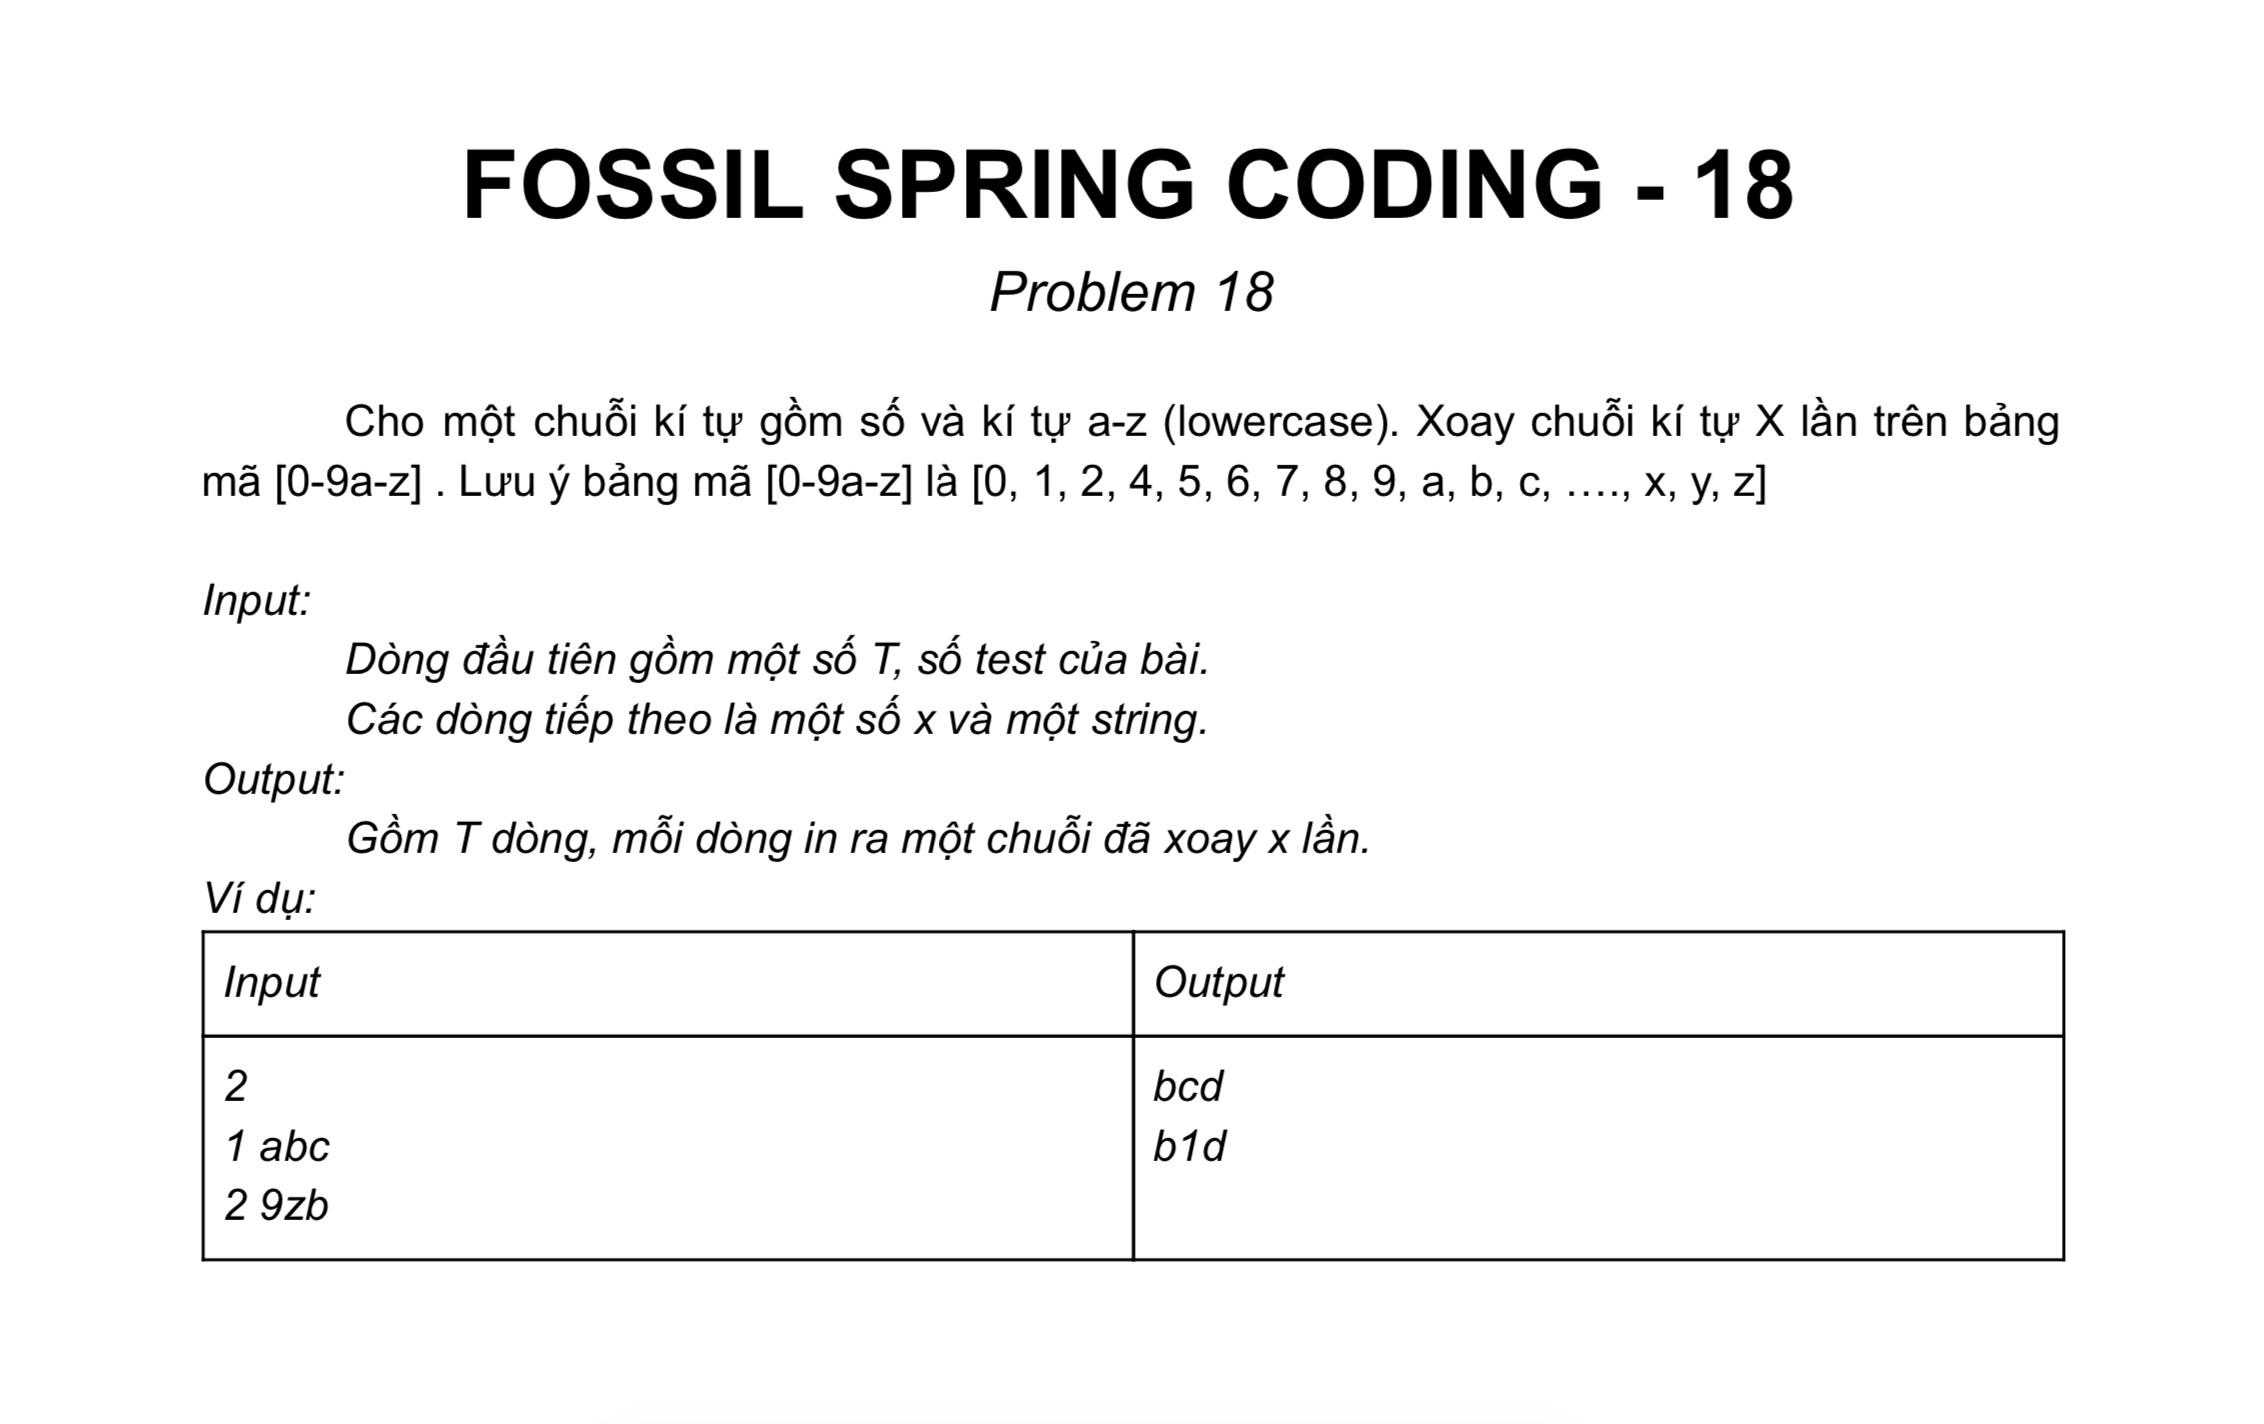 FOSSIL SPRING CODING - 18
Problem 18
Cho một chuỗi kí tự gồm số và kí tự a-z (lowercase). Xoay chuỗi kí tự X lần trên bảng
mã [0-9a-z] . Lưu ý bảng mã [0-9a-z] là [0, 1, 2, 4, 5, 6, 7, 8, 9, a, b, c, …., x, y, z]
Input:
Dòng đầu tiên gồm một số T, số test của bài.
Các dòng tiếp theo là một số x và một string.
Output:
Gồm T dòng, mỗi dòng in ra một chuỗi đã xoay x lần.
Ví dụ:
Input Output
2 bcd
1 abc b1d
2 9zb